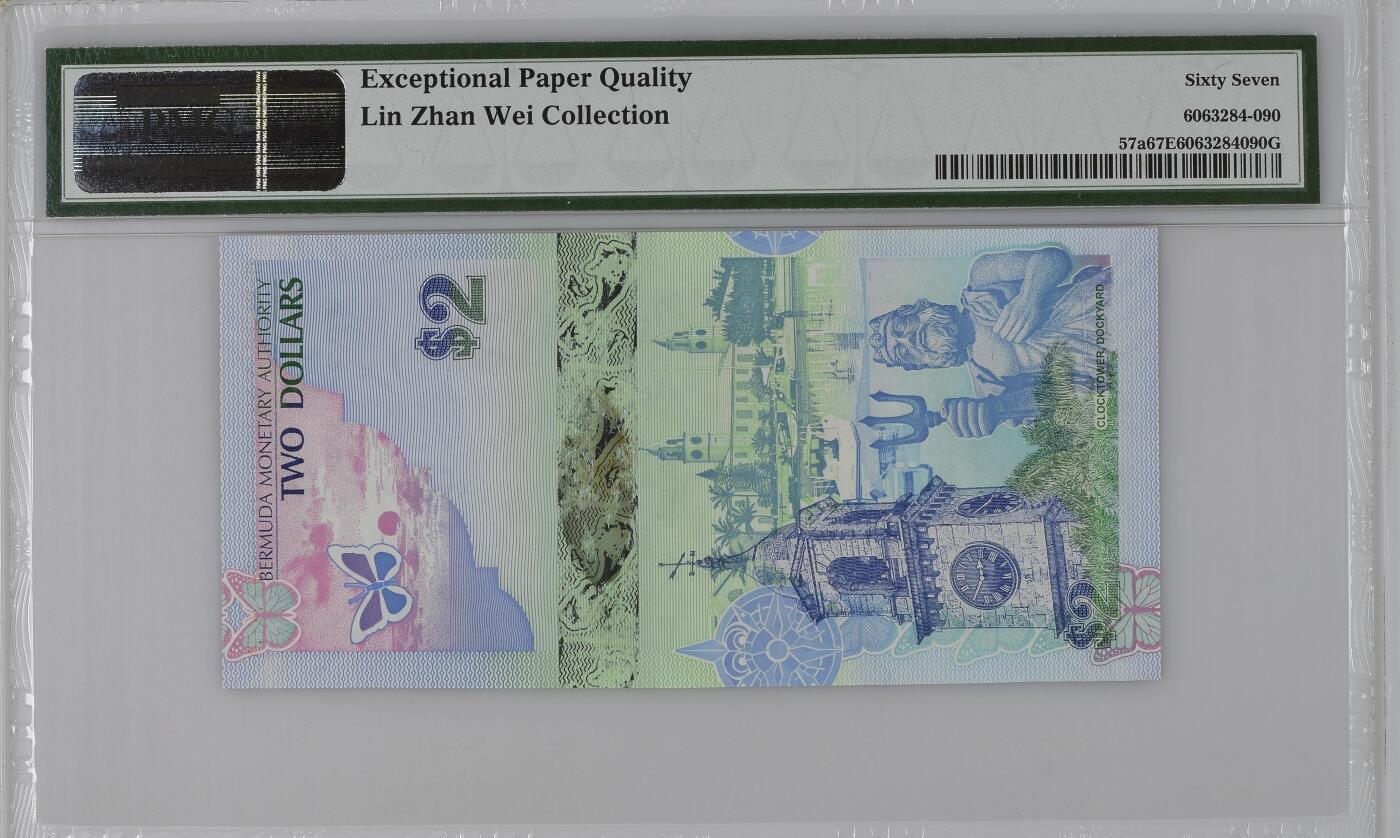 Exceptional Paper Quality
Lin Zhan Wei Collection
Sixty Seven
6063284-090
57a67E6063284090G
BERMUDA MONETARY AUTHORITY
TWO DOLLARS
$2
CLOCKTOWER, DOCKYARD
$2